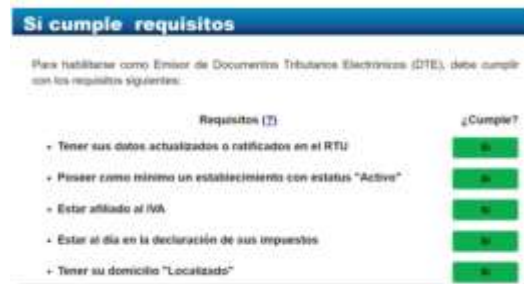 Si cumple requisitos
Para habilitarse como Emisor de Documentos Tributarios Electrónicos (DTE), debe cumplir
con los requisitos siguientes:
Requisitos (?) ¿Cumple?
• Tener sus datos actualizados o ratificados en el RTU
• Poseer como mínimo un establecimiento con estatus "Activo"
• Estar afiliado al IVA
• Estar al día en la declaración de sus impuestos
• Tener su domicilio "Localizado"